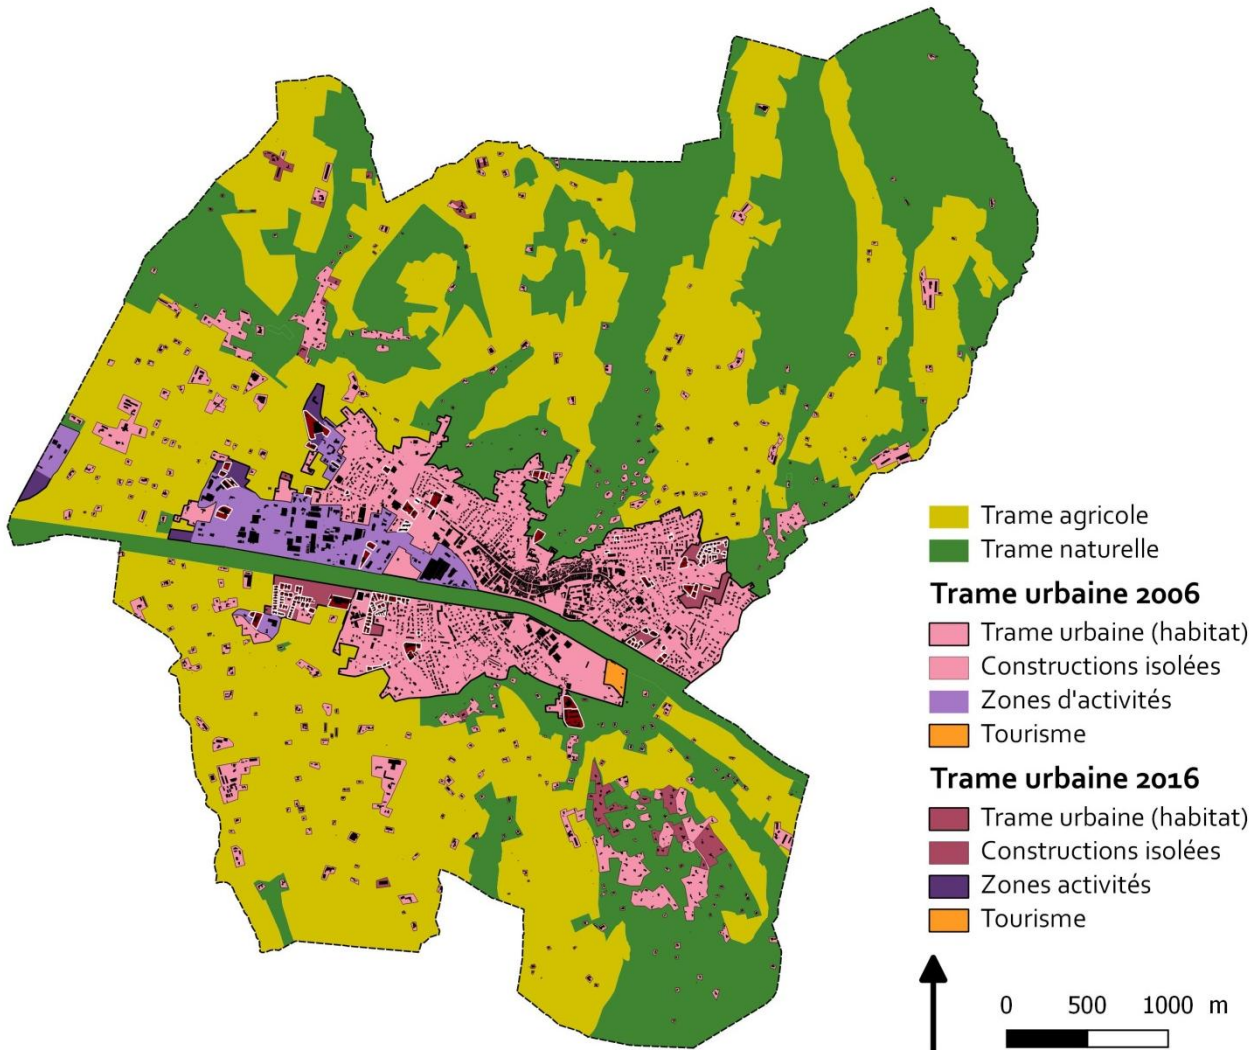 Trame agricole
Trame naturelle
Trame urbaine 2006
Trame urbaine (habitat)
Constructions isolées
Zones d'activités
Tourisme
Trame urbaine 2016
Trame urbaine (habitat)
Constructions isolées
Zones activités
Tourisme
0 500 1000 m